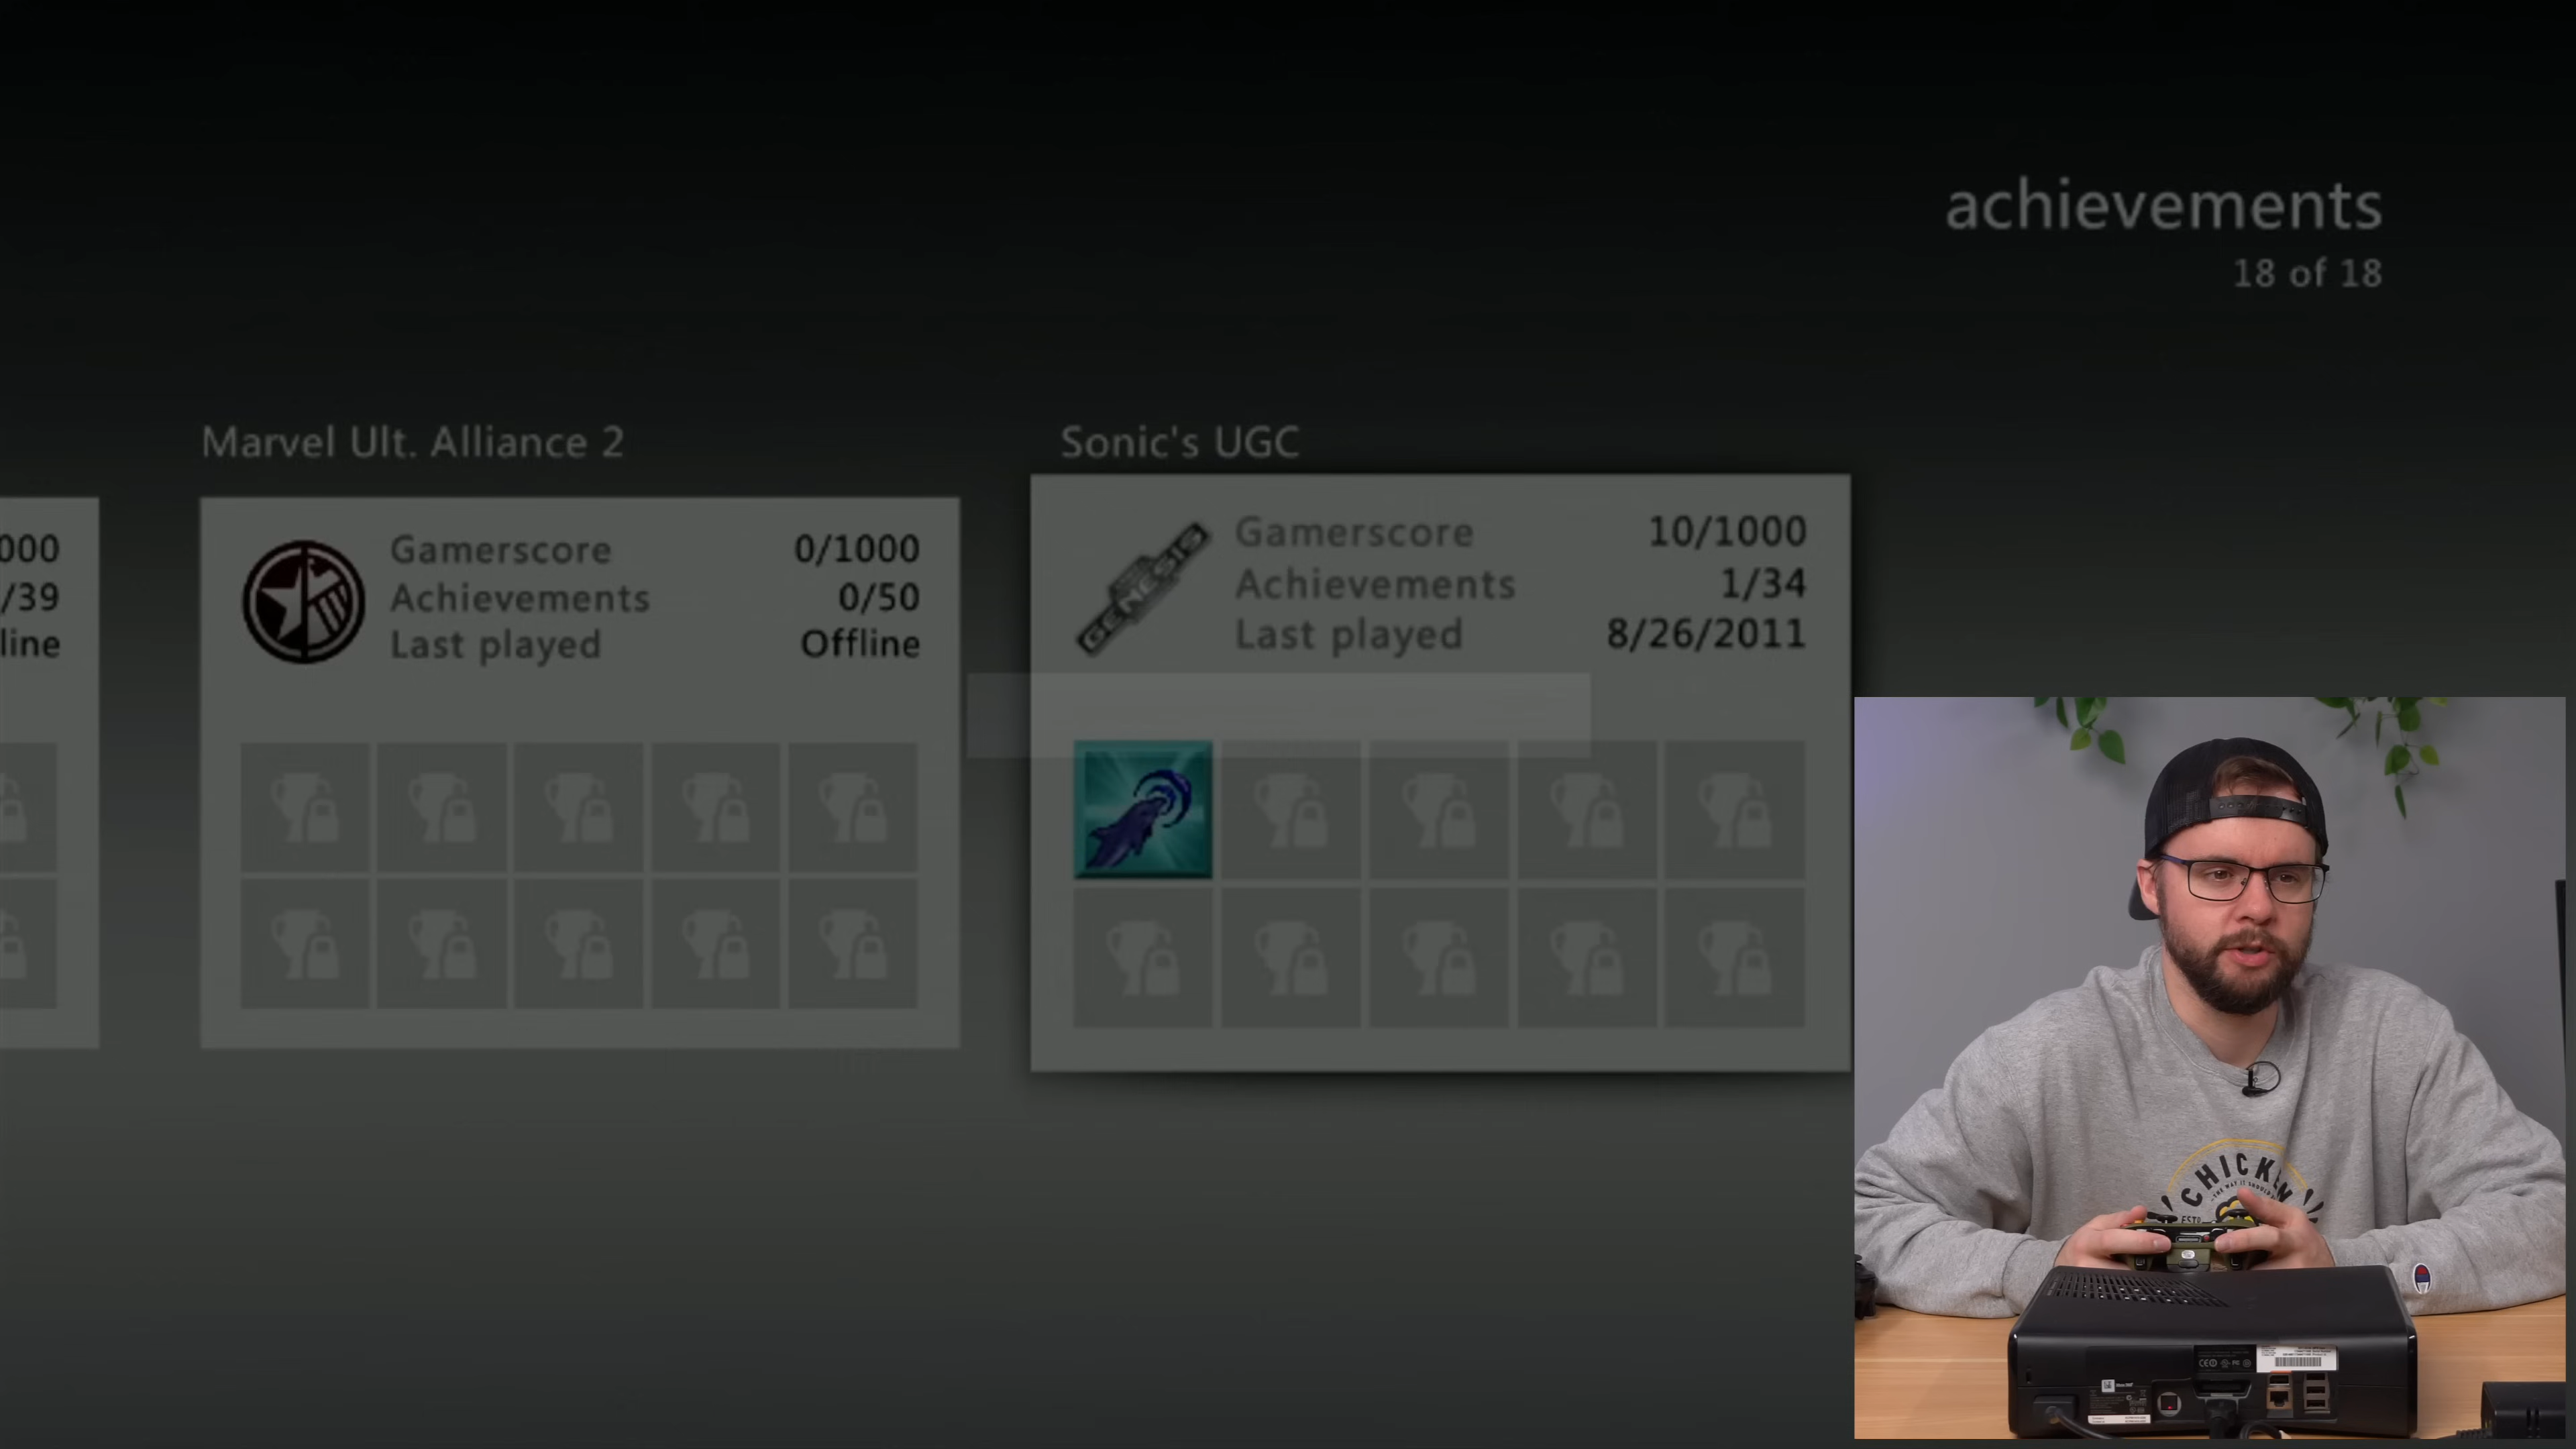 achievements
18 of 18
Marvel Ult. Alliance 2
Sonic's UGC
000
/39
line
Gamerscore 0/1000
Achievements 0/50
Last played Offline
GENESIS
Gamerscore 10/1000
Achievements 1/34
Last played 8/26/2011
CHICKEN
ESTD